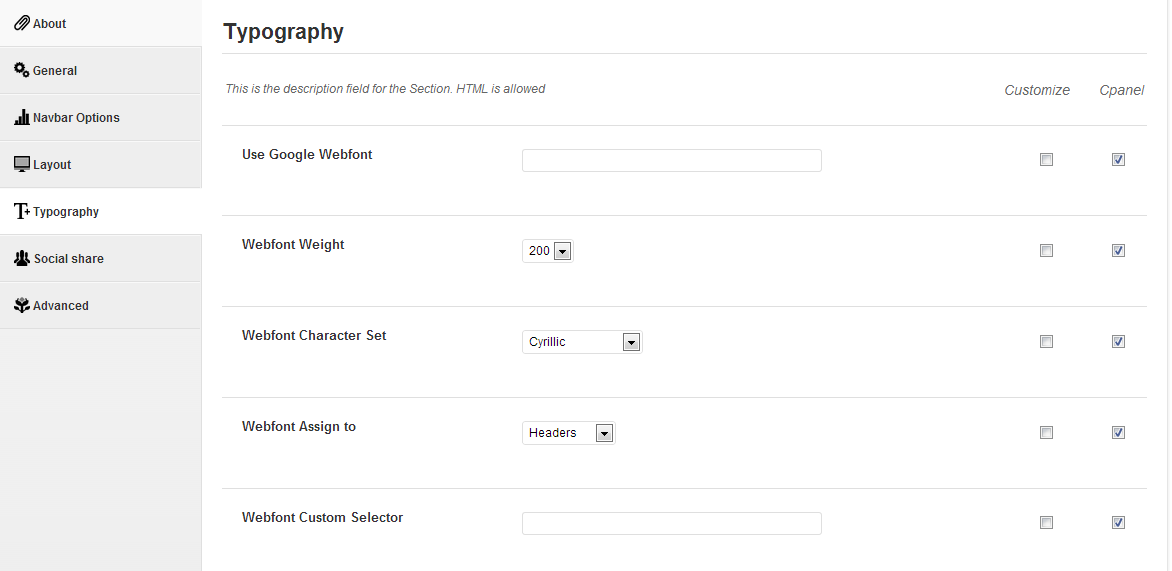 About
General
Navbar Options
Layout
Typography
Social share
Advanced
Typography
This is the description field for the Section. HTML is allowed
Customize Cpanel
Use Google Webfont
Webfont Weight
200
Webfont Character Set
Cyrillic
Webfont Assign to
Headers
Webfont Custom Selector